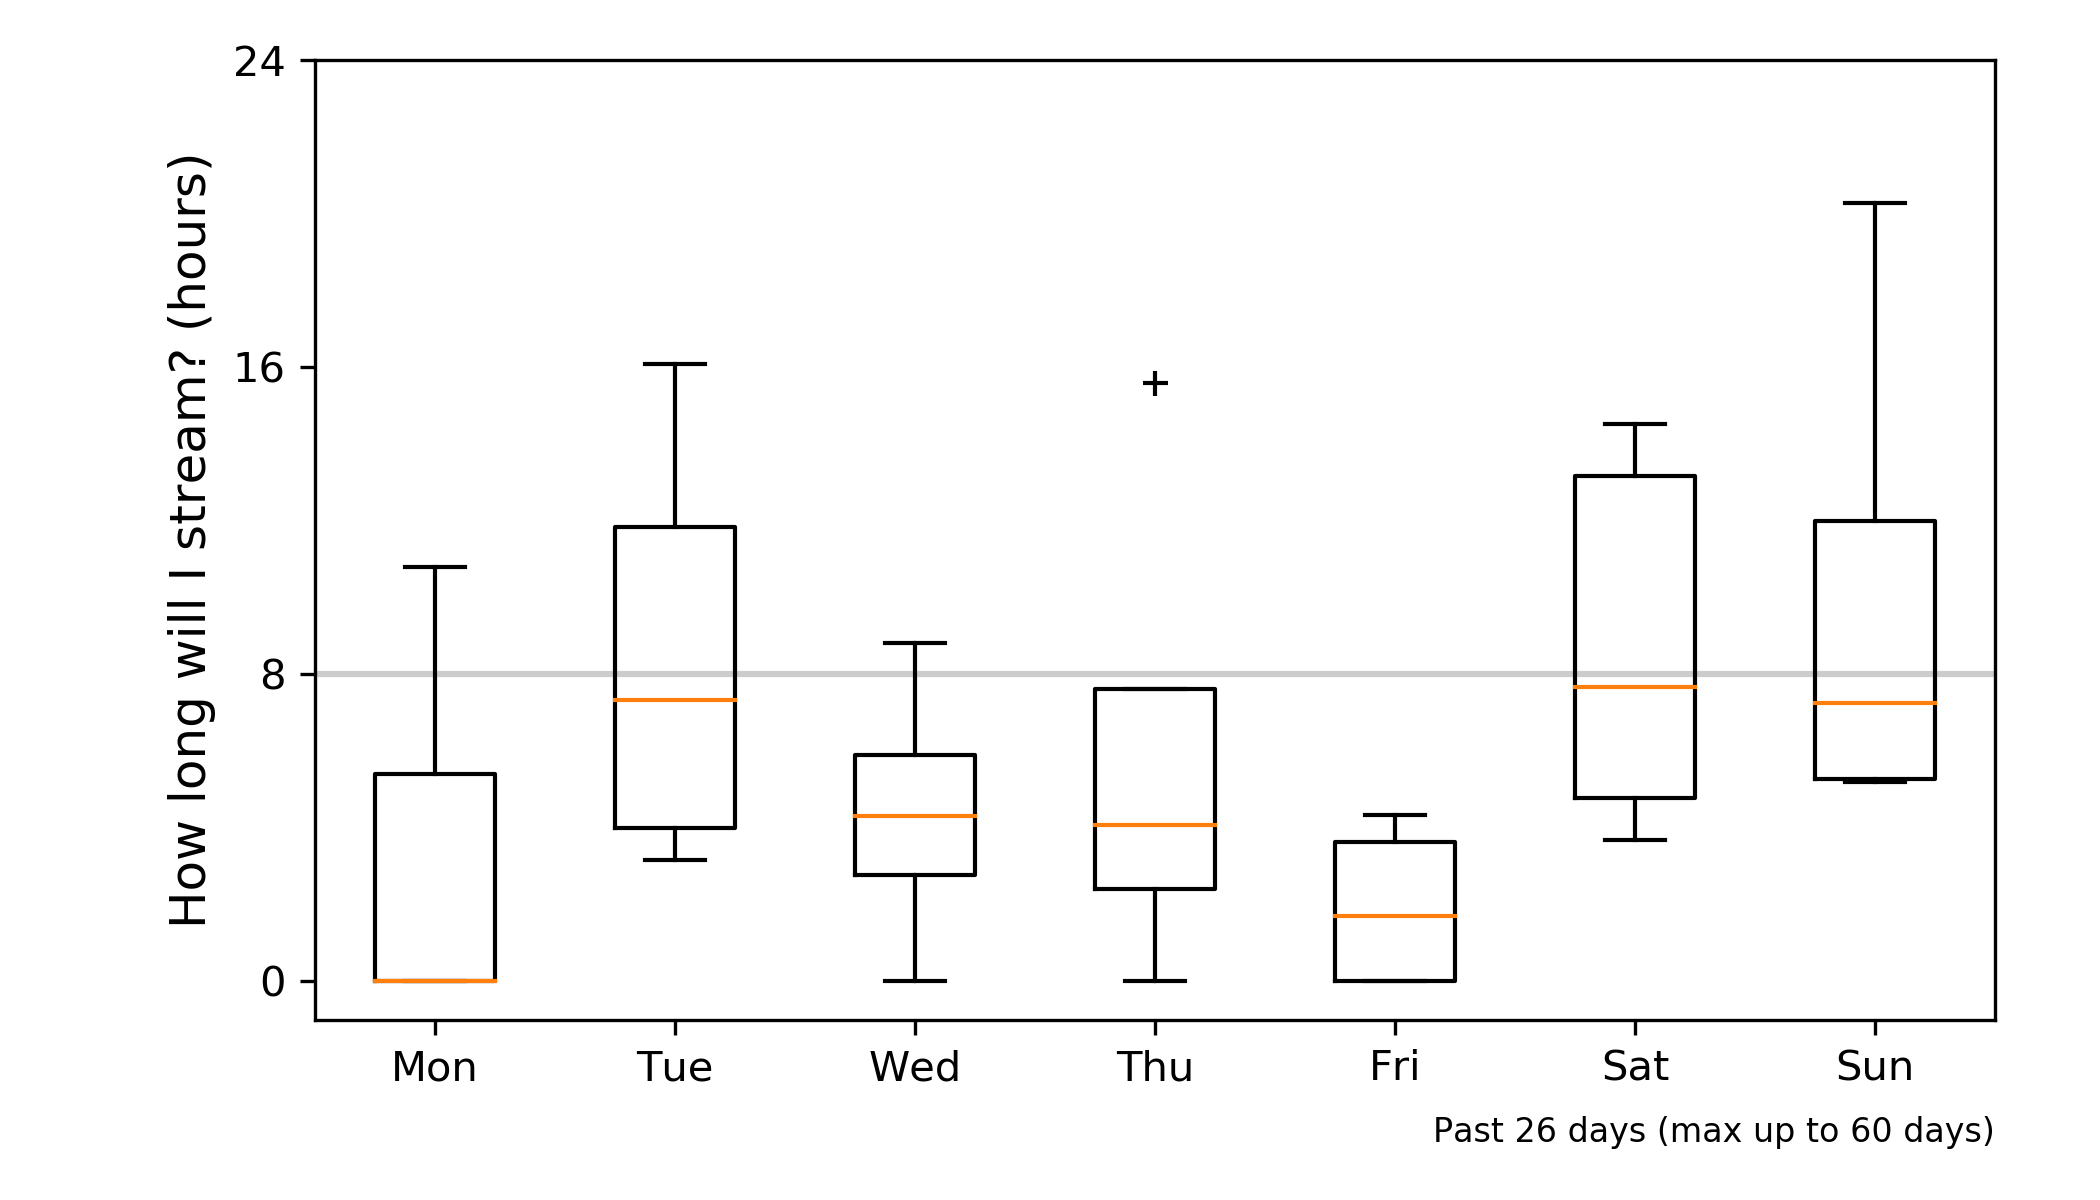 How long will I stream? (hours)
24
16
8
0
Mon Tue Wed Thu Fri Sat Sun
Past 26 days (max up to 60 days)